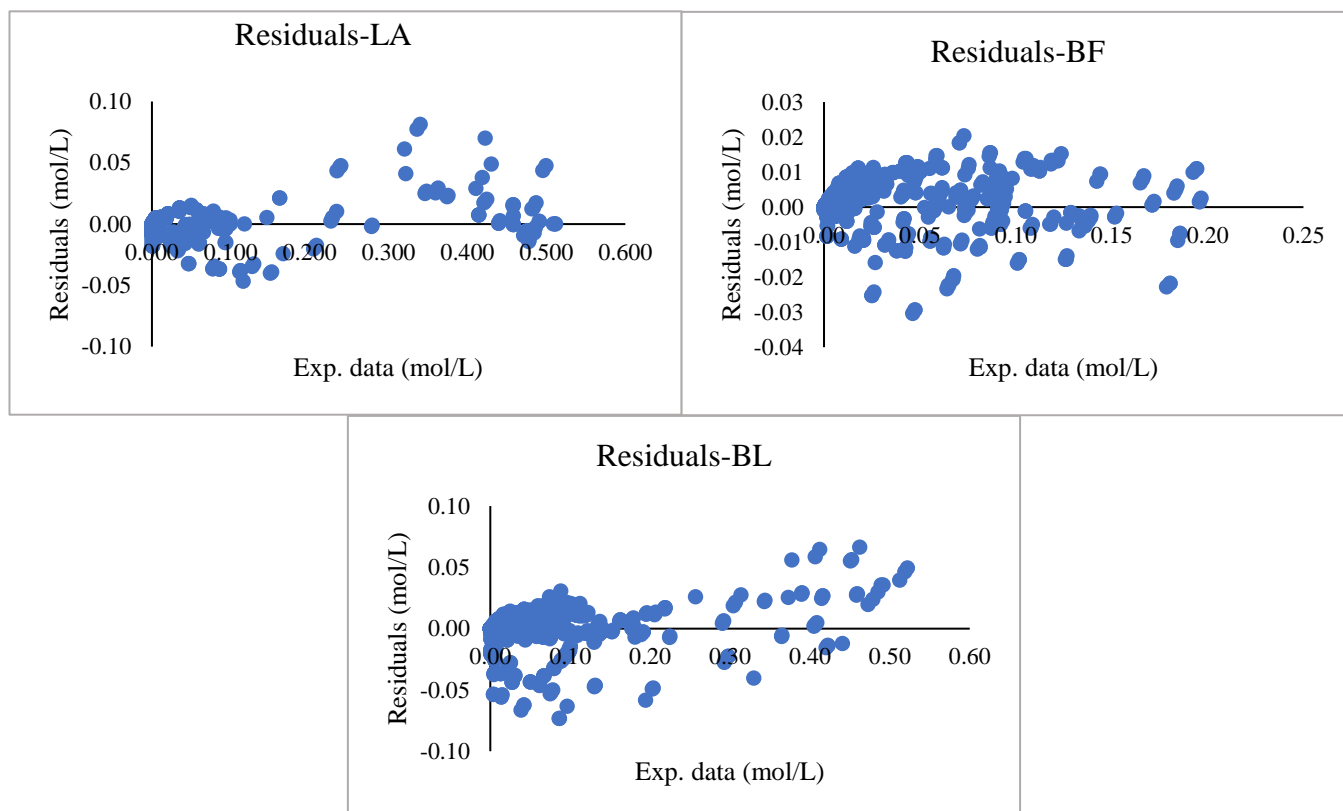 Residuals-LA
0.10
0.05
0.00
-0.05
-0.10
0.000 0.100 0.200 0.300 0.400 0.500 0.600
Residuals (mol/L)
Exp. data (mol/L)
Residuals-BF
0.03
0.02
0.01
0.00
-0.01
-0.02
-0.03
-0.04
0.00 0.05 0.10 0.15 0.20 0.25
Residuals (mol/L)
Exp. data (mol/L)
Residuals-BL
0.10
0.05
0.00
-0.05
-0.10
0.00 0.10 0.20 0.30 0.40 0.50 0.60
Residuals (mol/L)
Exp. data (mol/L)